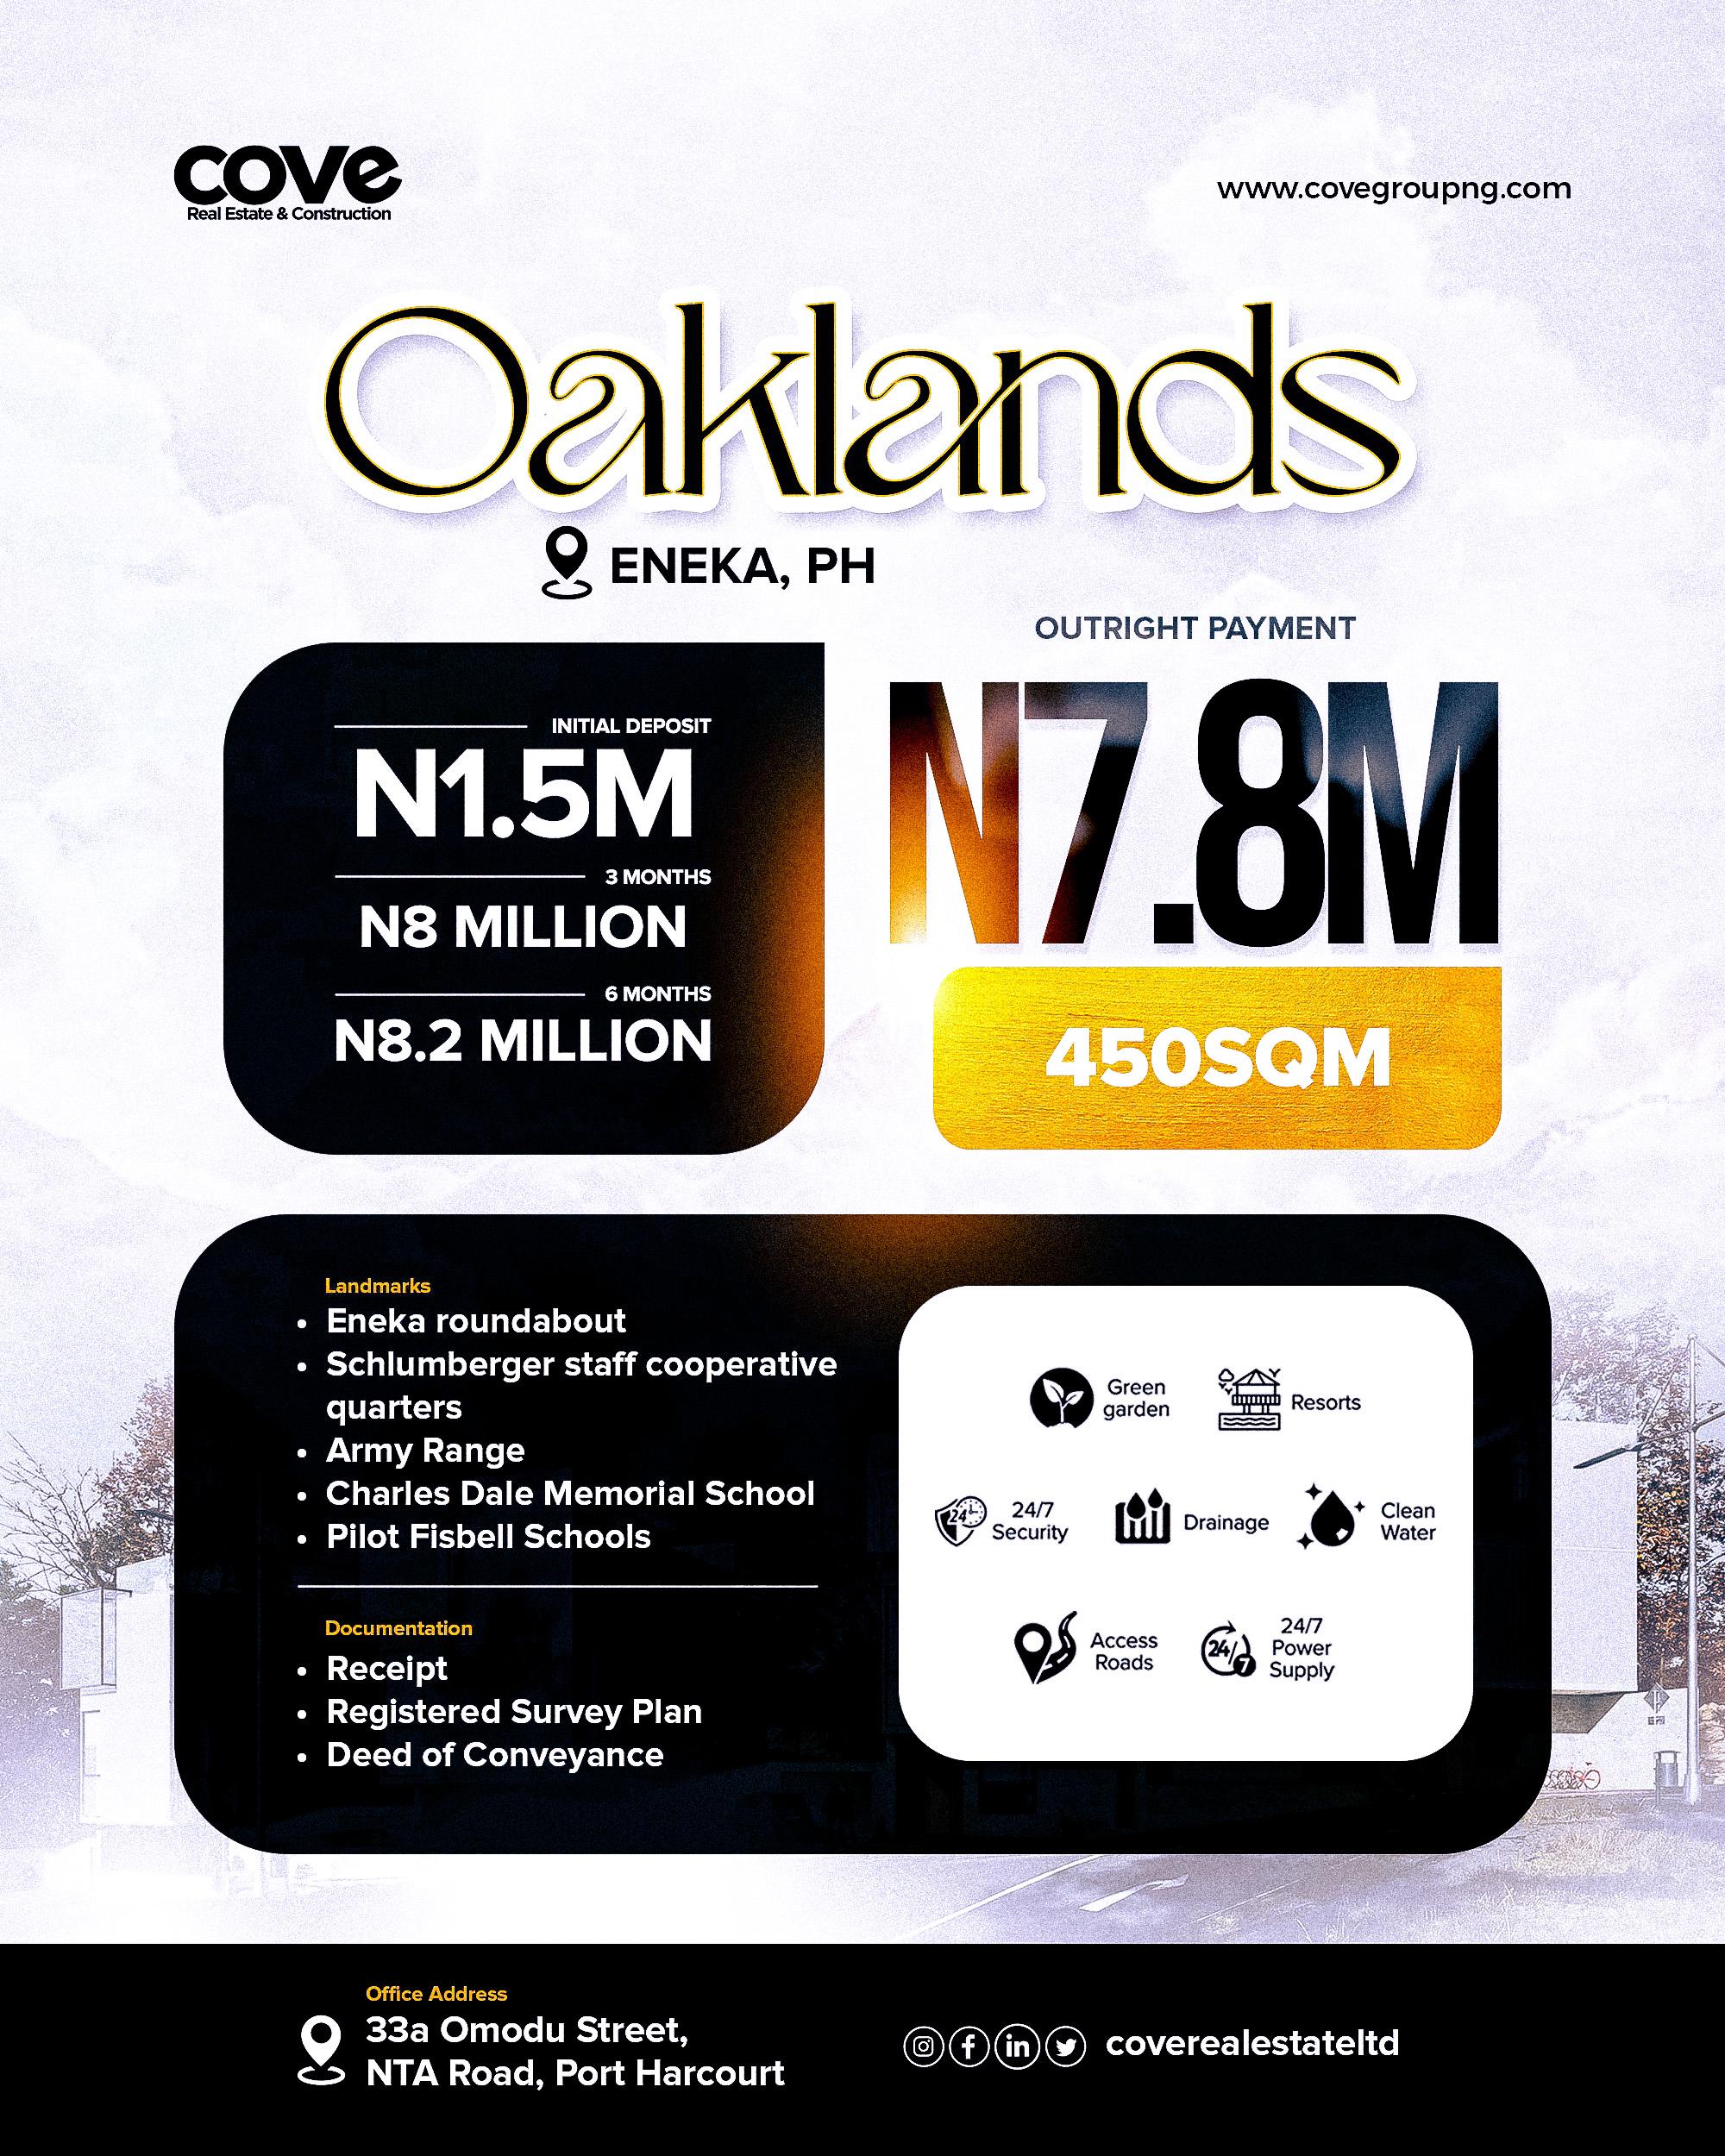 cove
Real Estate & Construction
www.covegroupng.com
Oaklands
ENEKA, PH
INITIAL DEPOSIT
N1.5M
3 MONTHS
N8 MILLION
6 MONTHS
N8.2 MILLION
OUTRIGHT PAYMENT
N7.8M
450SQM
Landmarks
• Eneka roundabout
• Schlumberger staff cooperative
quarters
• Army Range
• Charles Dale Memorial School
• Pilot Fisbell Schools
Documentation
• Receipt
• Registered Survey Plan
• Deed of Conveyance
Green
garden
Resorts
24
24/7
Security
Drainage
Clean
Water
Access
Roads
24/7
24/7
Power
Supply
Office Address
33a Omodu Street,
NTA Road, Port Harcourt
coverealestateltd